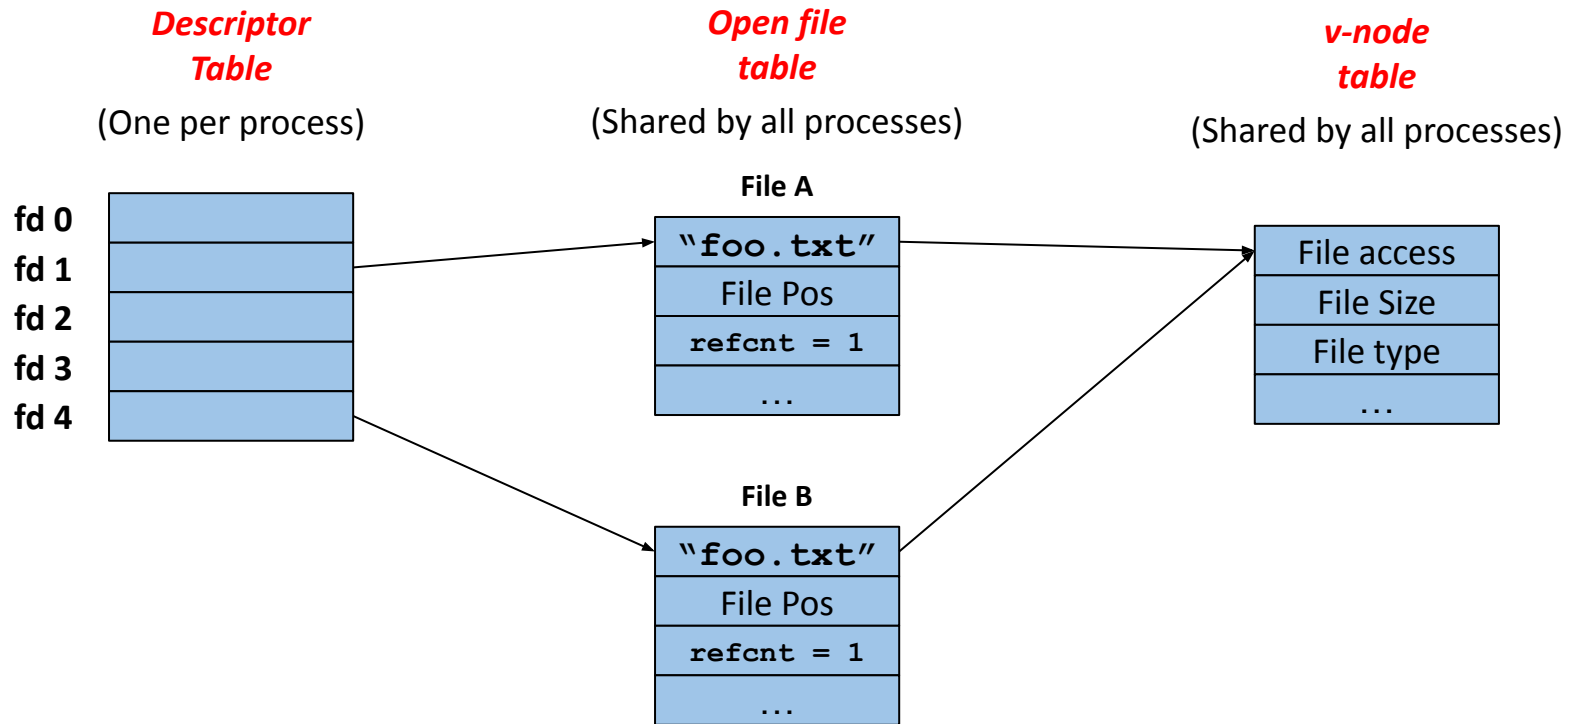 Descriptor
Table
(One per process)
Open file
table
(Shared by all processes)
v-node
table
(Shared by all processes)
fd 0
fd 1
fd 2
fd 3
fd 4
File A
“foo.txt”
File Pos
refcnt = 1
...
File B
“foo.txt”
File Pos
refcnt = 1
...
File access
File Size
File type
...